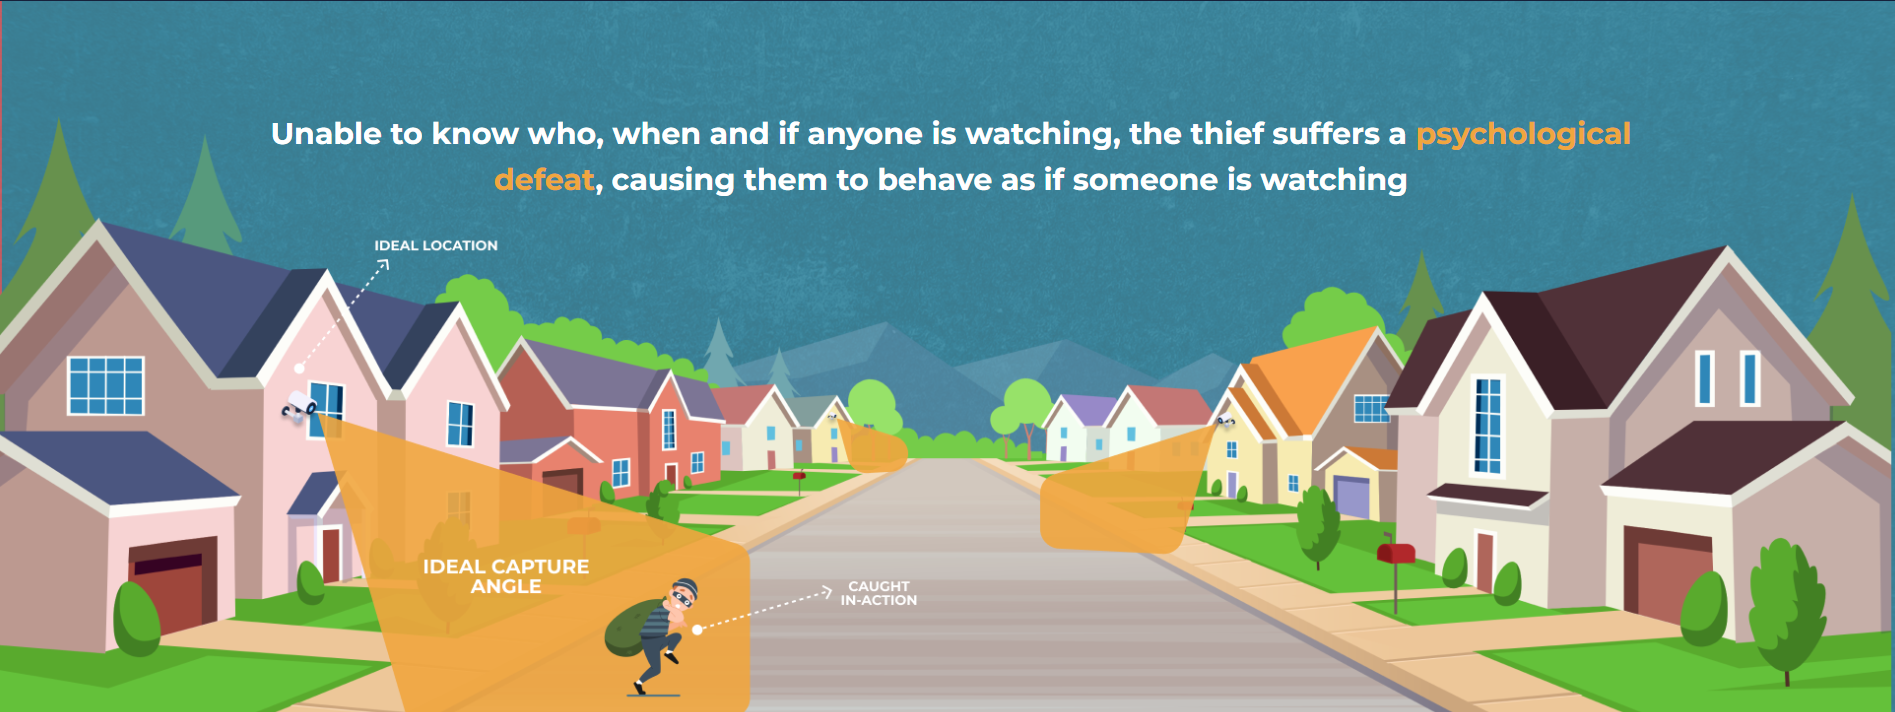 Unable to know who, when and if anyone is watching, the thief suffers a psychological
defeat, causing them to behave as if someone is watching
IDEAL LOCATION
IDEAL CAPTURE
ANGLE
CAUGHT
IN-ACTION